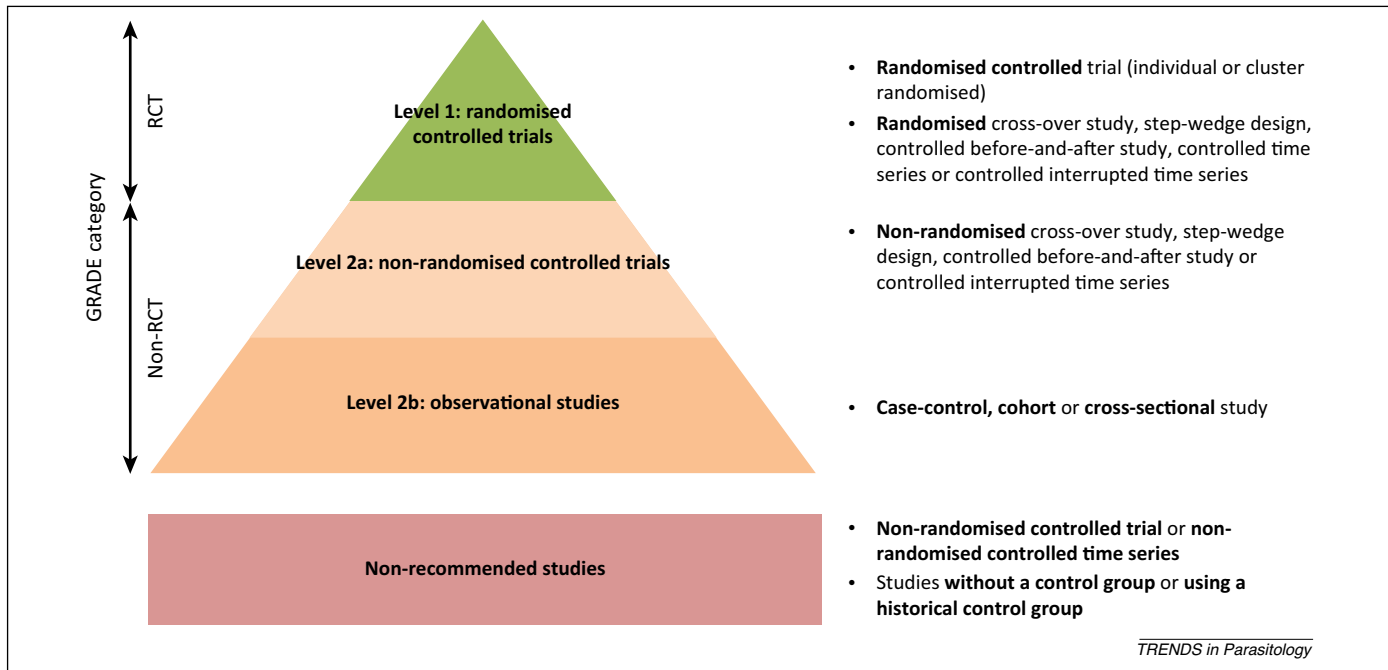 GRADE category
RCT
Non-RCT
Level 1: randomised
controlled trials
Level 2a: non-randomised controlled trials
Level 2b: observational studies
Non-recommended studies
• Randomised controlled trial (individual or cluster
randomised)
• Randomised cross-over study, step-wedge design,
controlled before-and-after study, controlled time
series or controlled interrupted time series
• Non-randomised cross-over study, step-wedge
design, controlled before-and-after study or
controlled interrupted time series
• Case-control, cohort or cross-sectional study
• Non-randomised controlled trial or non-
randomised controlled time series
• Studies without a control group or using a
historical control group
TRENDS in Parasitology